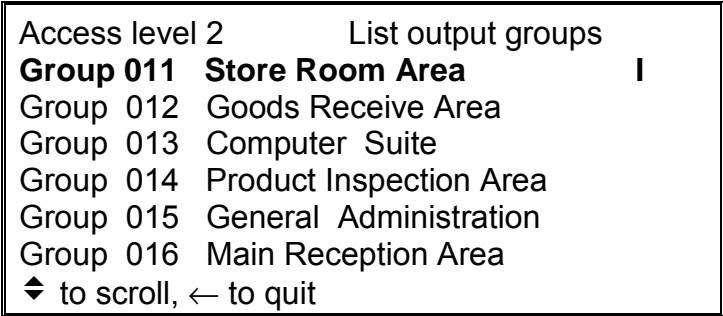 Access level 2 List output groups
Group 011 Store Room Area I
Group 012 Goods Receive Area
Group 013 Computer Suite
Group 014 Product Inspection Area
Group 015 General Administration
Group 016 Main Reception Area
⬍ to scroll, ← to quit